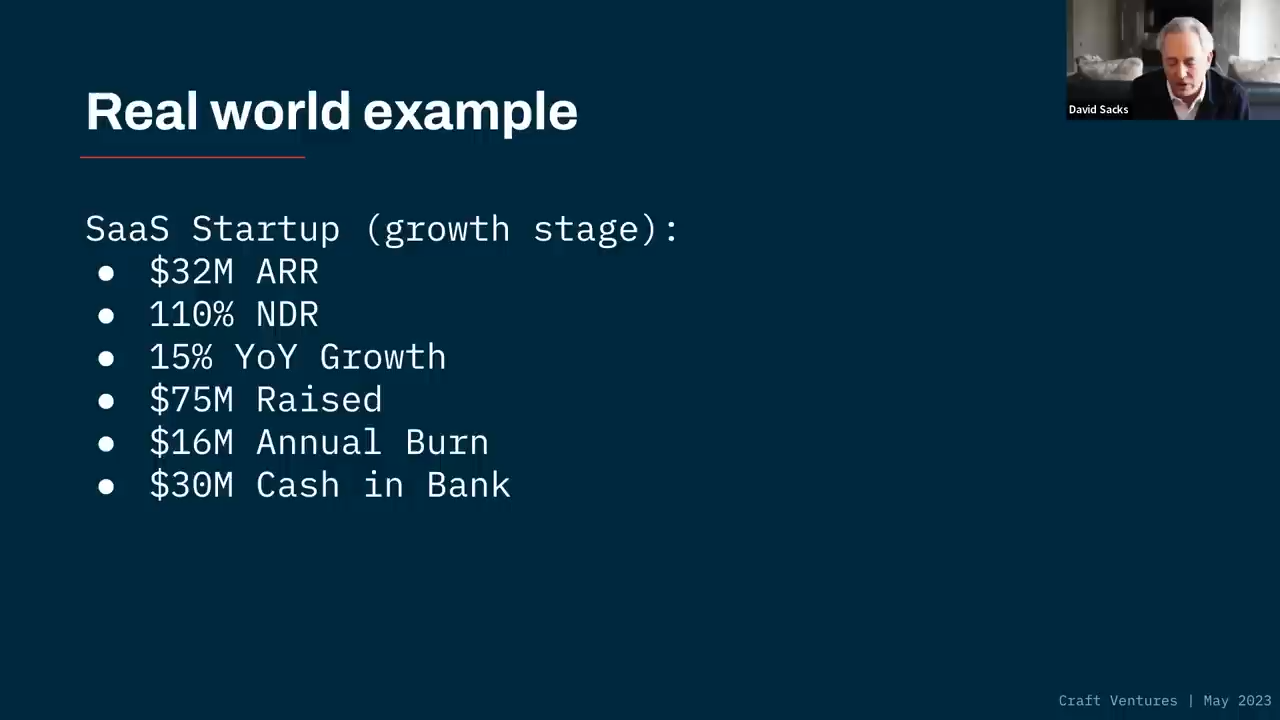 Real world example
David Sacks
SaaS Startup (growth stage):
● $32M ARR
● 110% NDR
● 15% YoY Growth
● $75M Raised
● $16M Annual Burn
● $30M Cash in Bank
Craft Ventures | May 2023